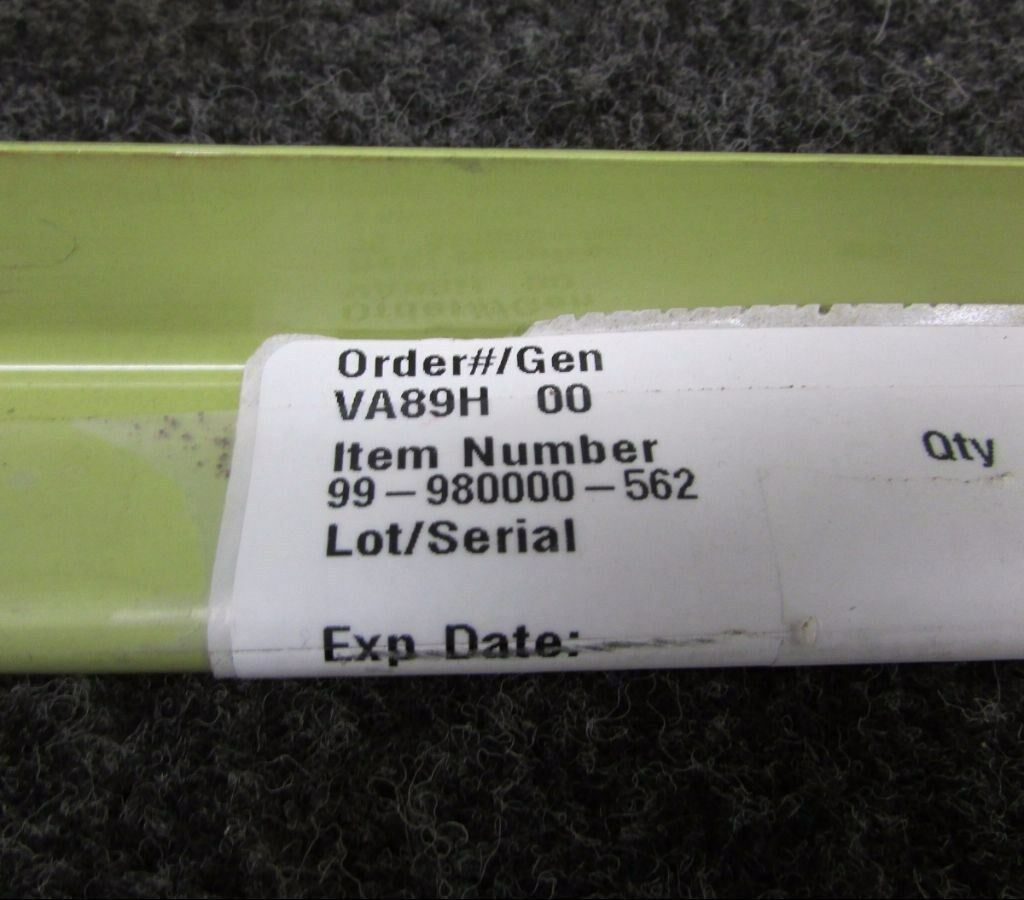 Order#/Gen
VA89H 00
Item Number Qty
99-980000-562
Lot/Serial
Exp Date: